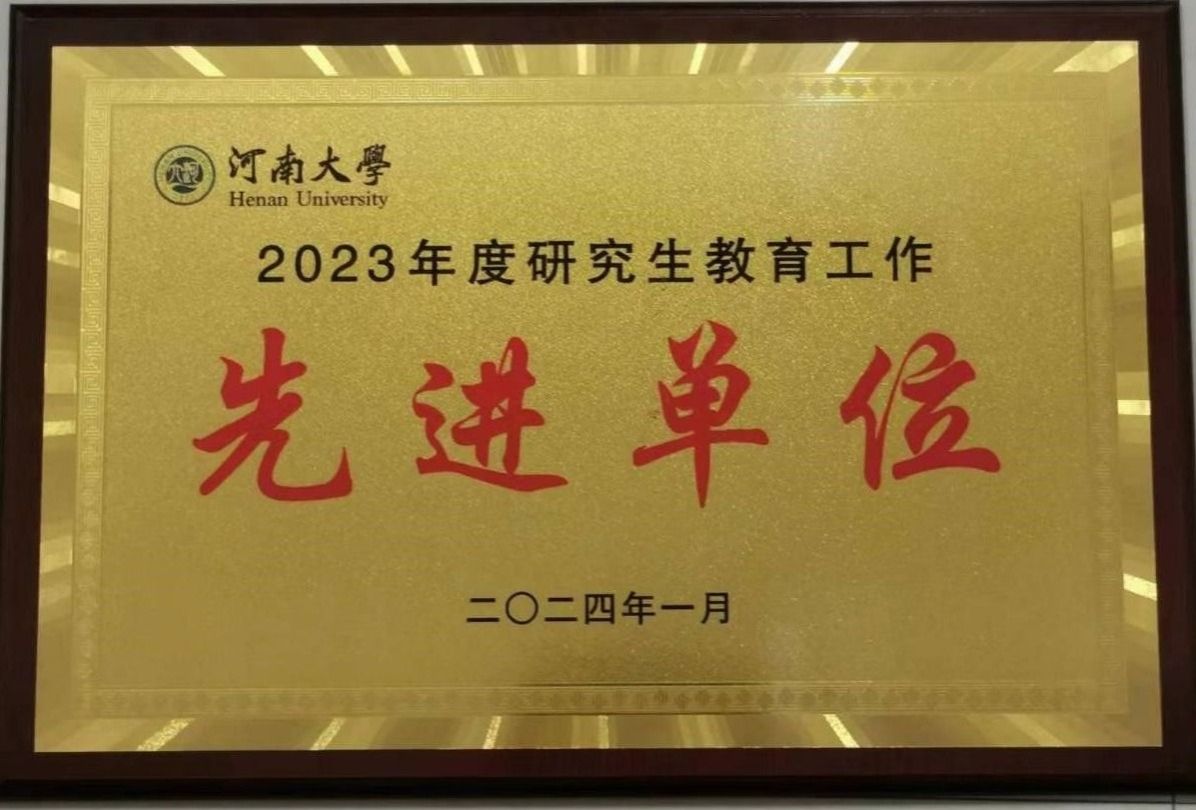 河南大學
Henan University
2023年度研究生教育工作
先进单位
二〇二四年一月